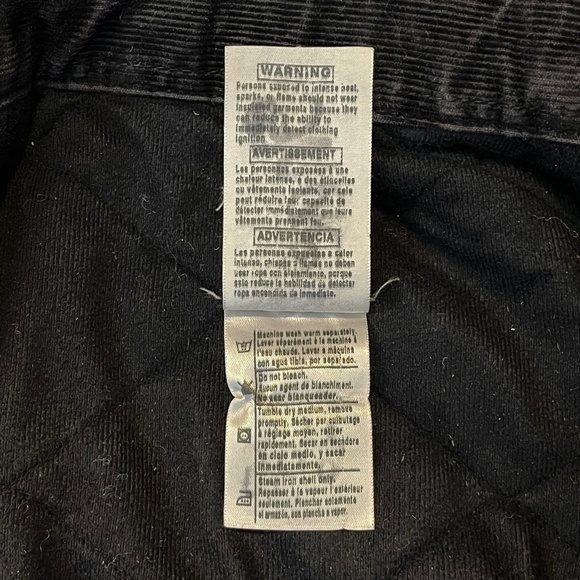 WARNING
Persons exposed to intense heat,
sparks, or flame should not wear
insulated garments because they
can reduce the ability to
immediately detect clothing
ignition
AVERTISSEMENT
Les personnes exposées à une
chaleur intense, à des étincelles
ou vêtements isolants, car cela
peut réduire leur capacité de
détecter immédiatement que leurs
vêtements prennent feu.
ADVERTENCIA
Las personas expuestas a calor
intenso, chispas o llamas no deben
usar ropa con aislamiento, porque
esto reduce la habilidad de detectar
ropa encendida de inmediato.
Machine wash warm separately.
Laver séparément à la machine à
l'eau chaude. Lavar a máquina
con agua tibia, por separado.
Do not bleach.
Aucun agent de blanchiment.
No usar blanqueador.
Tumble dry medium, remove
promptly. Sécher par culbutage
à réglage moyen, retirer
rapidement. Secar en secadora
en ciclo medio, y sacar
inmediatamente.
Steam iron shell only.
Repasser à la vapeur l'extérieur
seulement. Planchar solamente
el armazón, con plancha a vapor.